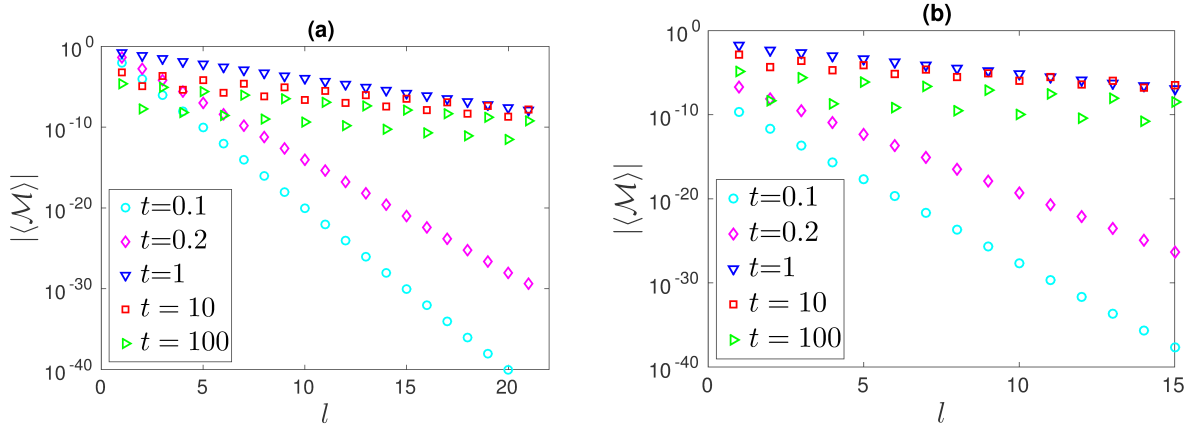 (a)
10^0
10^-10
10^-20
10^-30
10^-40
|⟨ℳ⟩|
t=0.1
t=0.2
t=1
t = 10
t = 100
0 5 10 15 20
l
(b)
10^0
10^-10
10^-20
10^-30
10^-40
|⟨ℳ⟩|
t=0.1
t=0.2
t=1
t = 10
t = 100
0 5 10 15
l